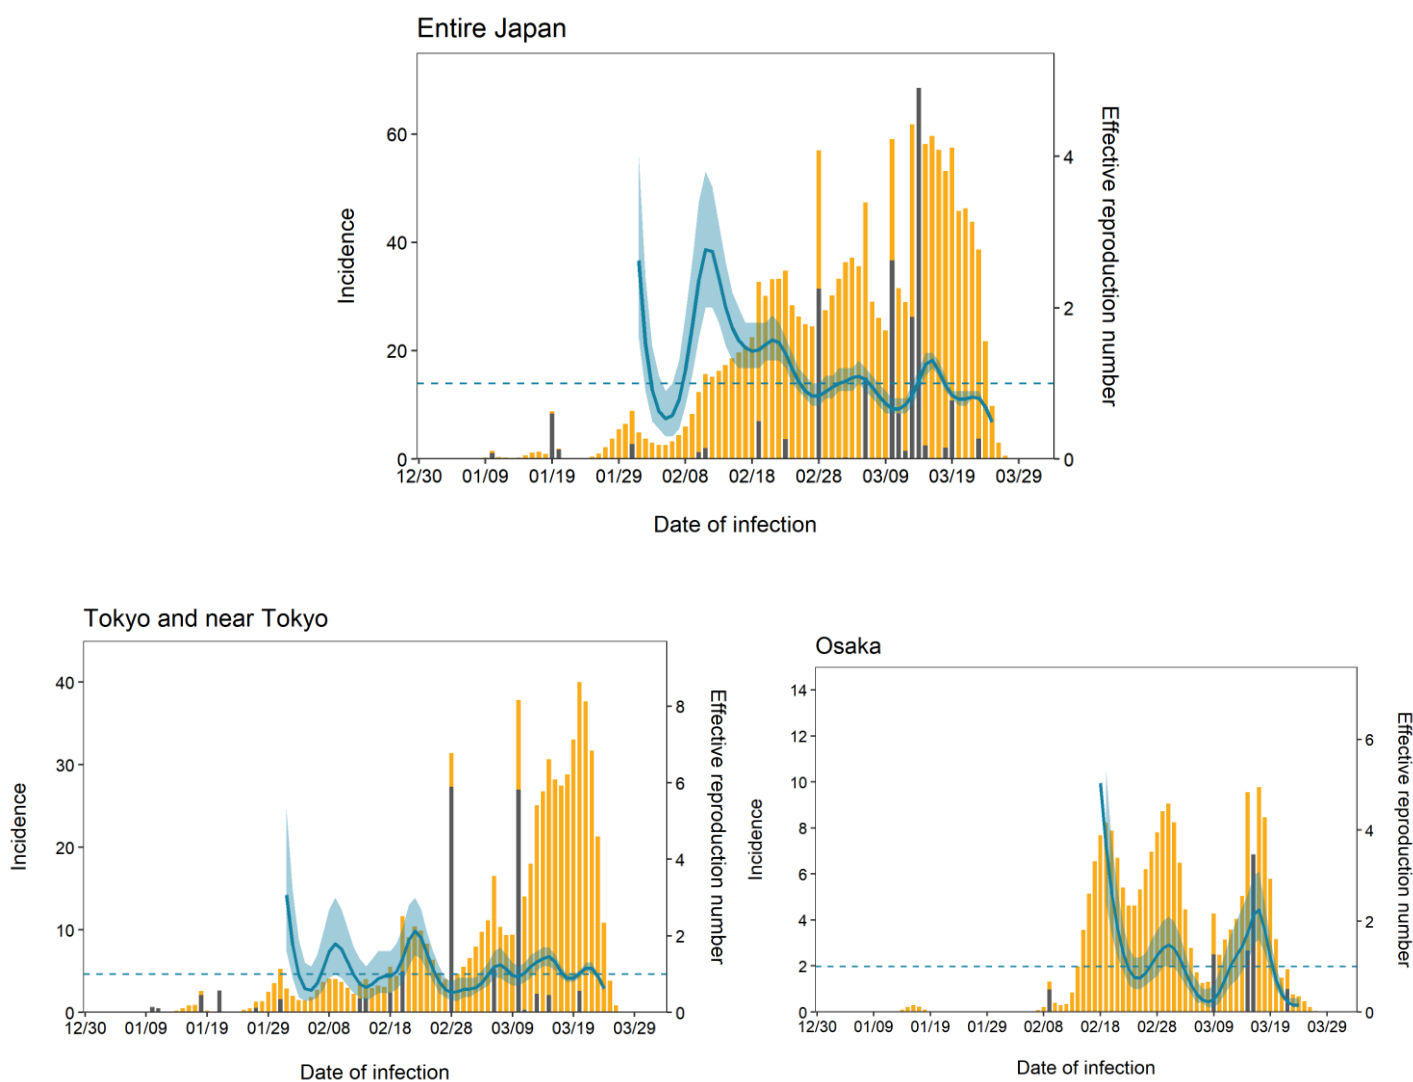 Entire Japan
60
40
20
0
Incidence
4
2
0
Effective reproduction number
12/30 01/09 01/19 01/29 02/08 02/18 02/28 03/09 03/19 03/29
Date of infection
Tokyo and near Tokyo
40
30
20
10
0
Incidence
8
6
4
2
0
Effective reproduction number
12/30 01/09 01/19 01/29 02/08 02/18 02/28 03/09 03/19 03/29
Date of infection
Osaka
14
12
10
8
6
4
2
0
Incidence
6
4
2
0
Effective reproduction number
12/30 01/09 01/19 01/29 02/08 02/18 02/28 03/09 03/19 03/29
Date of infection